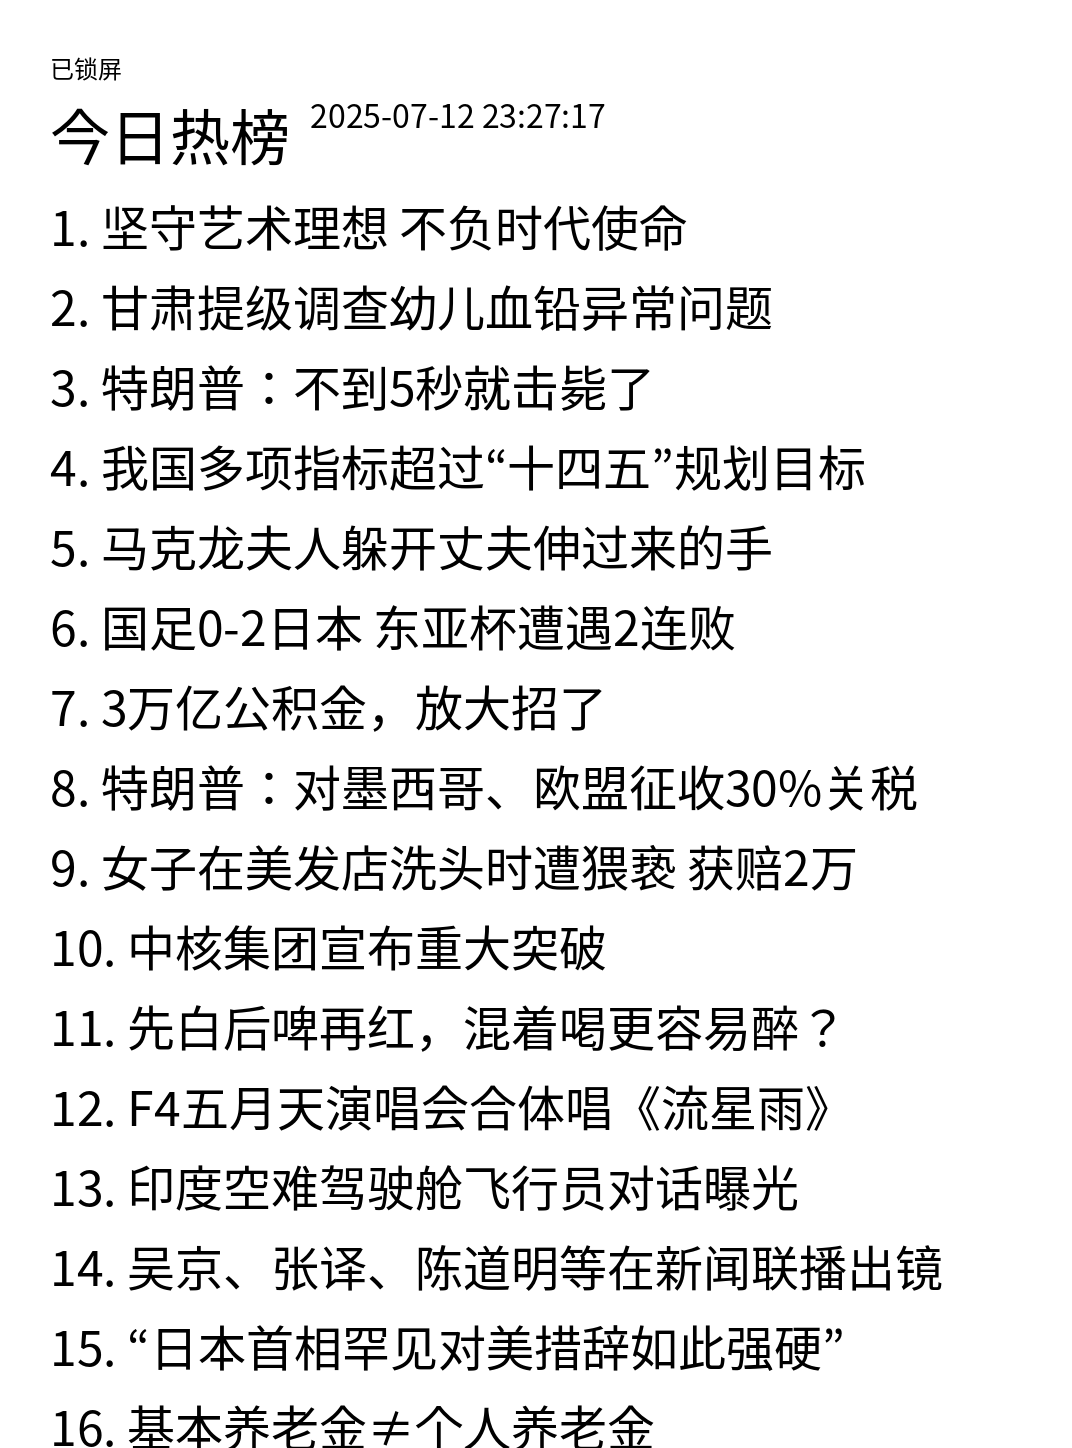 已锁屏
今日热榜 2025-07-12 23:27:17
1. 坚守艺术理想 不负时代使命
2. 甘肃提级调查幼儿血铅异常问题
3. 特朗普：不到5秒就击毙了
4. 我国多项指标超过“十四五”规划目标
5. 马克龙夫人躲开丈夫伸过来的手
6. 国足0-2日本 东亚杯遭遇2连败
7. 3万亿公积金，放大招了
8. 特朗普：对墨西哥、欧盟征收30%关税
9. 女子在美发店洗头时遭猥亵 获赔2万
10. 中核集团宣布重大突破
11. 先白后啤再红，混着喝更容易醉？
12. F4五月天演唱会合体唱《流星雨》
13. 印度空难驾驶舱飞行员对话曝光
14. 吴京、张译、陈道明等在新闻联播出镜
15. “日本首相罕见对美措辞如此强硬”
16. 基本养老金≠个人养老金